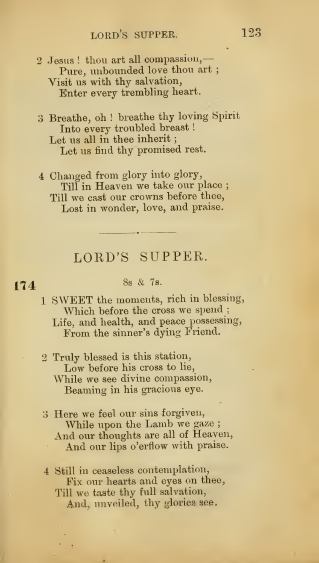 LORD'S SUPPER. 123
2 Jesus ! thou art all compassion,—
Pure, unbounded love thou art ;
Visit us with thy salvation,
Enter every trembling heart.
3 Breathe, oh ! breathe thy loving Spirit
Into every troubled breast !
Let us all in thee inherit ;
Let us find thy promised rest.
4 Changed from glory into glory,
Till in Heaven we take our place ;
Till we cast our crowns before thee,
Lost in wonder, love, and praise.
LORD'S SUPPER.
174 8s & 7s.
1 SWEET the moments, rich in blessing,
Which before the cross we spend ;
Life, and health, and peace possessing,
From the sinner's dying Friend.
2 Truly blessed is this station,
Low before his cross to lie,
While we see divine compassion,
Beaming in his gracious eye.
3 Here we feel our sins forgiven,
While upon the Lamb we gaze ;
And our thoughts are all of Heaven,
And our lips o'erflow with praise.
4 Still in ceaseless contemplation,
Fix our hearts and eyes on thee,
Till we taste thy full salvation,
And, unveiled, thy glories see.